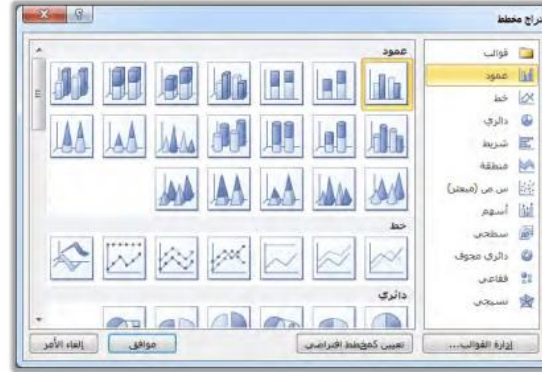 راج مخطط
قوالب
عمود
خط
دائري
شريط
منطقة
س ص (مبعثر)
أسهم
سطحي
دائري مجوف
فقاعي
نسيجي
عمود
خط
دائري
إدارة القوالب...
تعيين كمخطط افتراضي
موافق
إلغاء الأمر